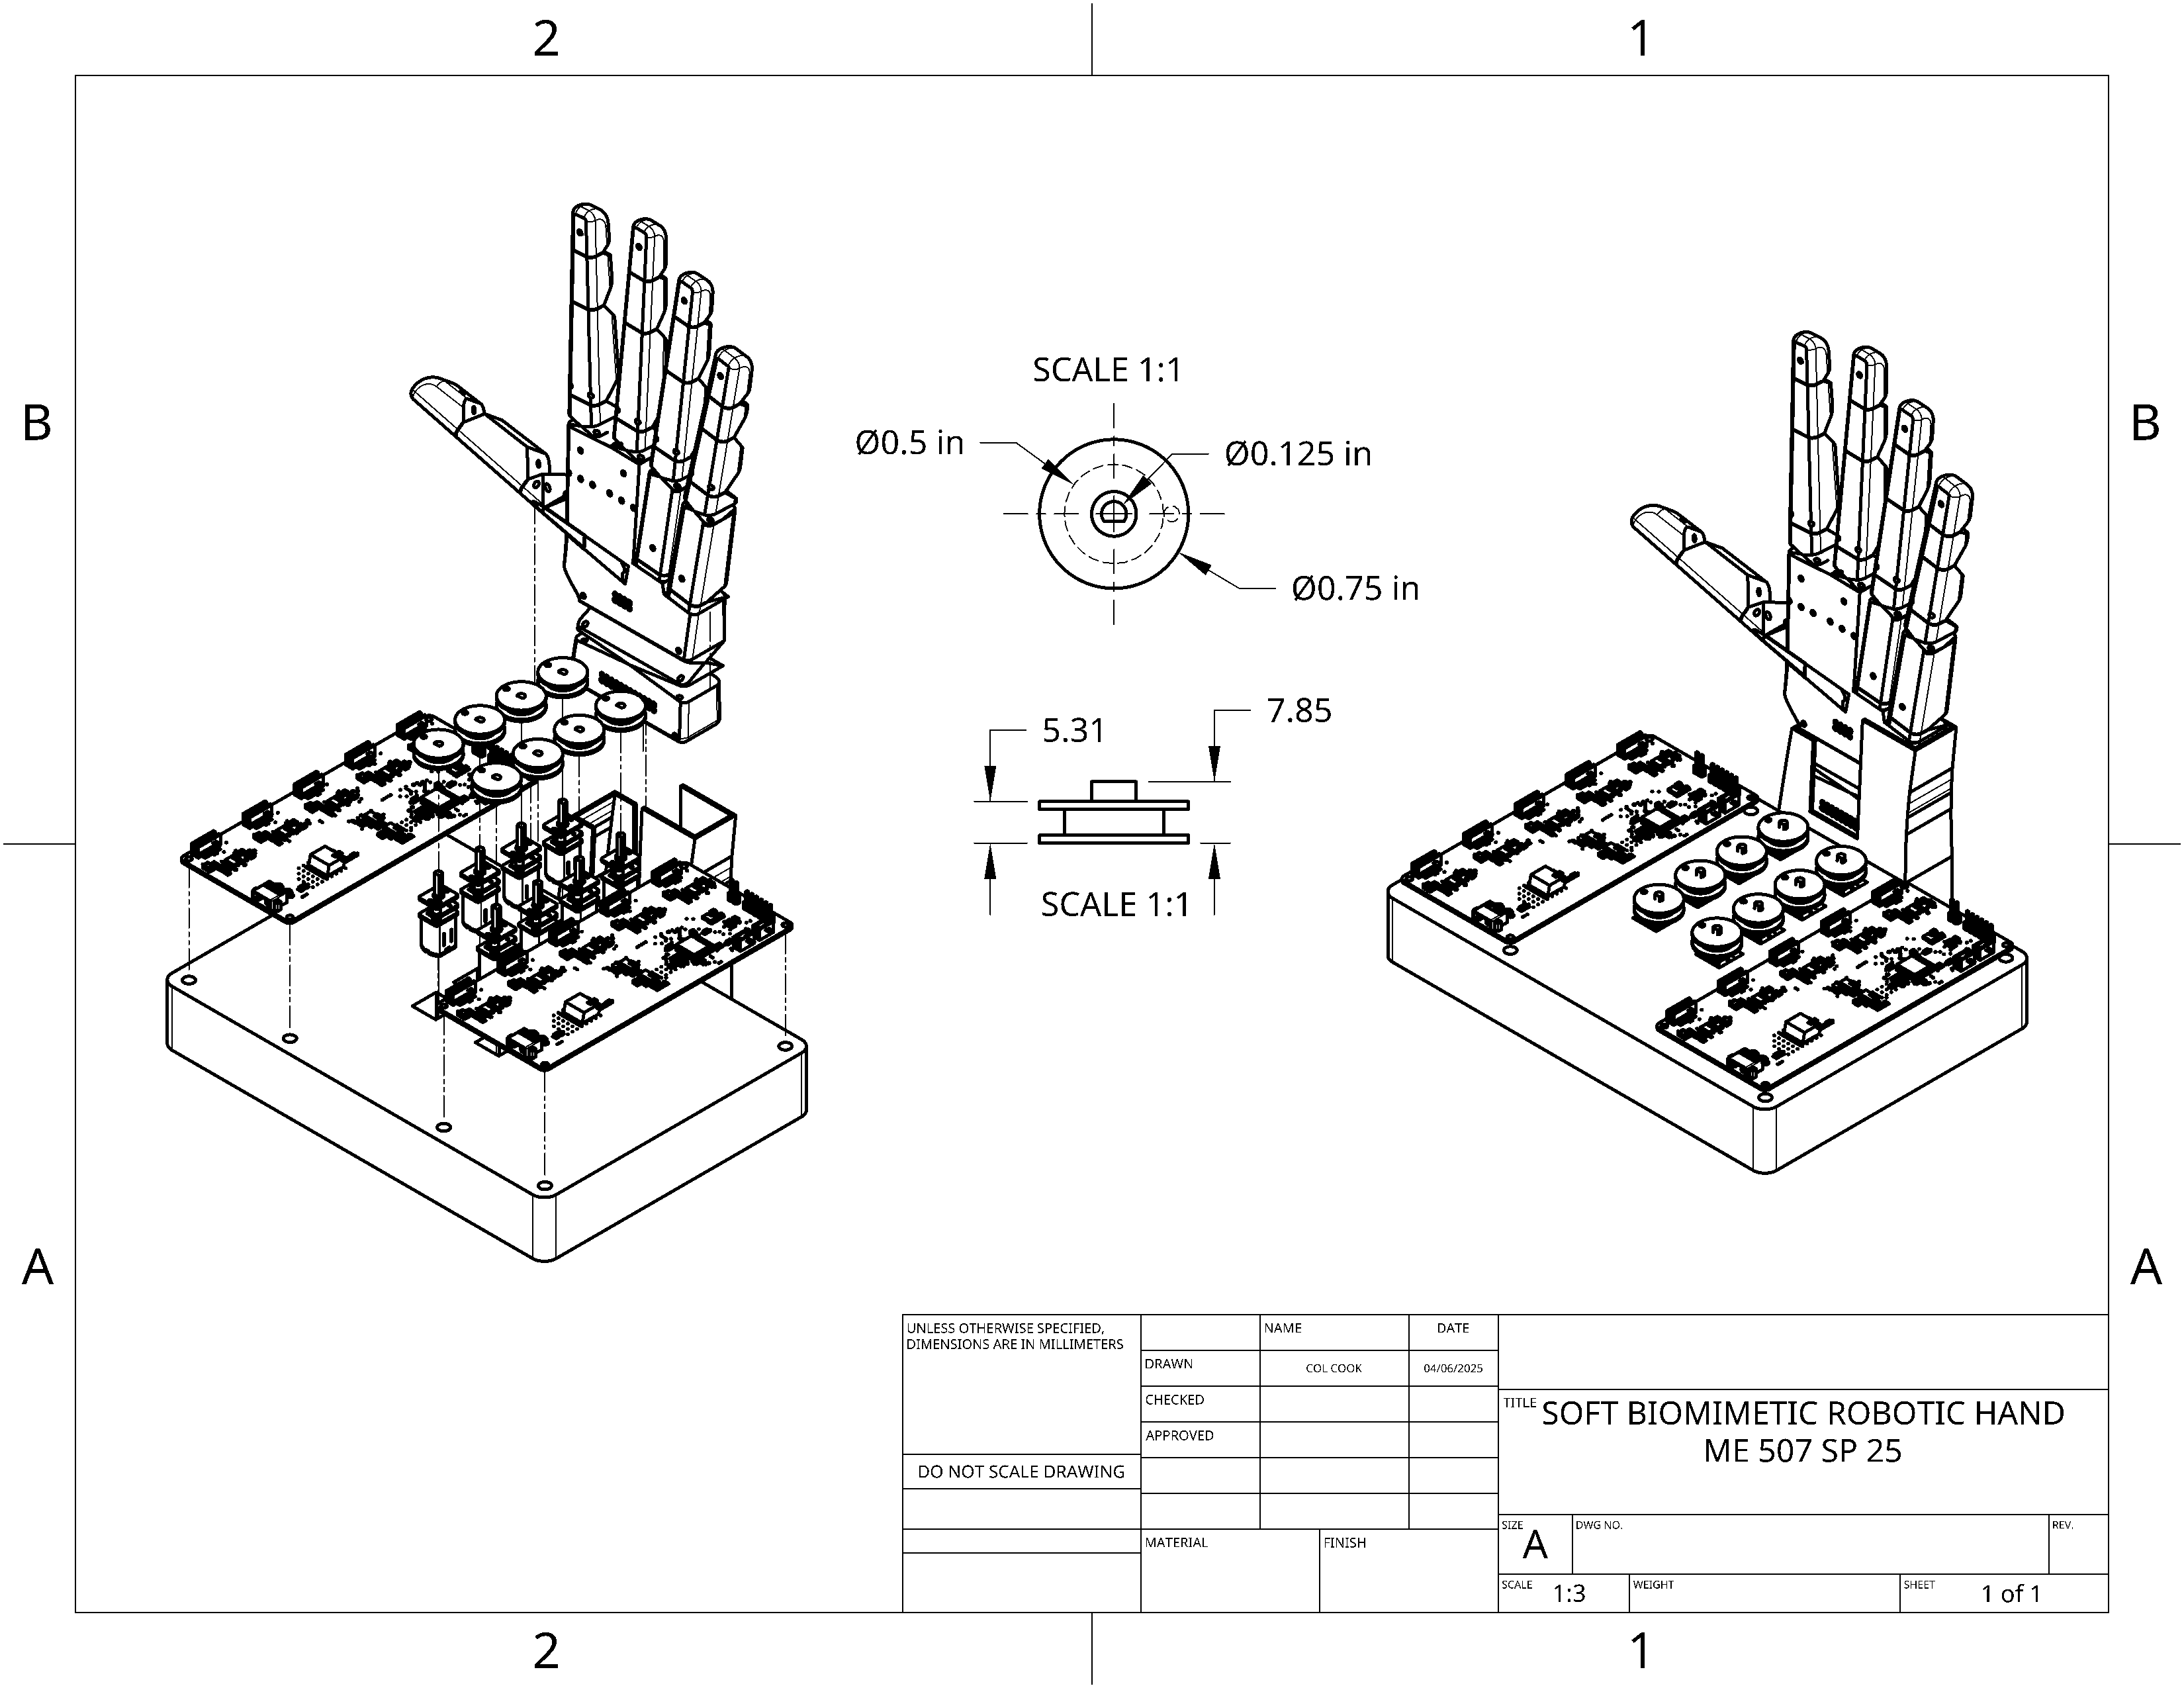 2
1
B
B
SCALE 1:1
Ø0.5 in
Ø0.125 in
Ø0.75 in
5.31
7.85
SCALE 1:1
A
A
UNLESS OTHERWISE SPECIFIED,
DIMENSIONS ARE IN MILLIMETERS
DO NOT SCALE DRAWING
NAME
DATE
DRAWN
COL COOK
04/06/2025
CHECKED
APPROVED
MATERIAL
FINISH
TITLE
SOFT BIOMIMETIC ROBOTIC HAND
ME 507 SP 25
SIZE
A
DWG NO.
REV.
SCALE
1:3
WEIGHT
SHEET
1 of 1
2
1